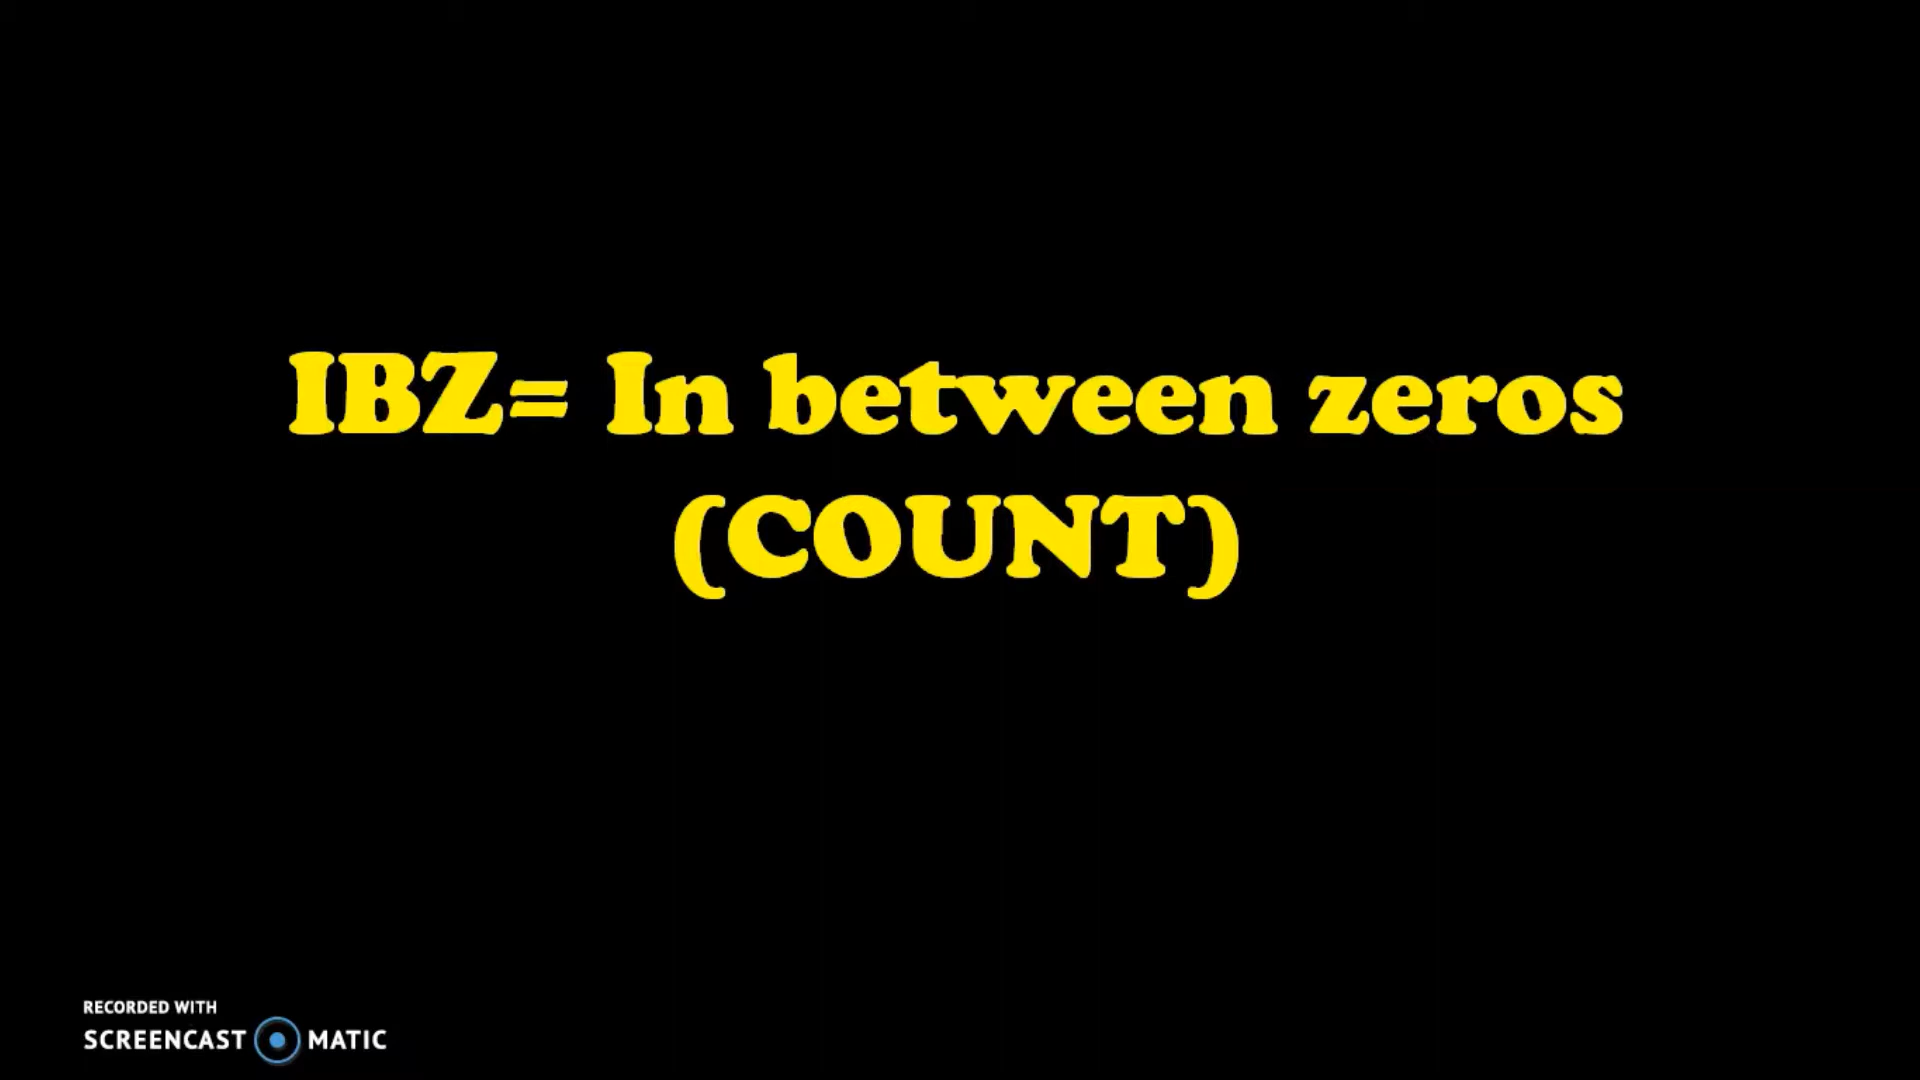 IBZ= In between zeros
(COUNT)
RECORDED WITH
SCREENCAST MATIC